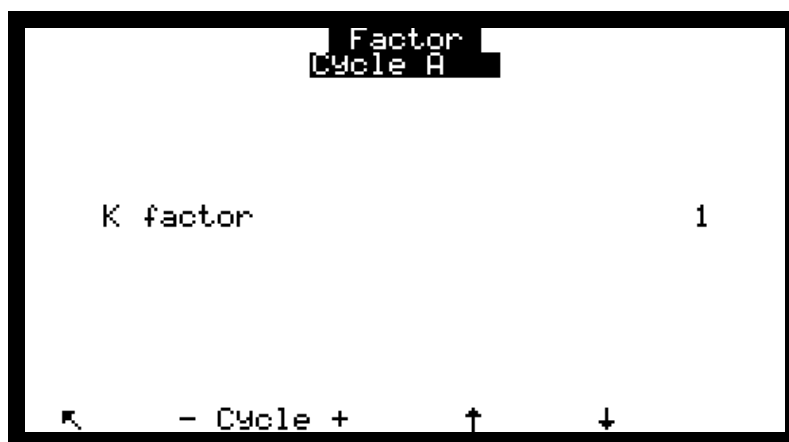 Factor
Cycle A
K factor 1
↖ - Cycle + ↑ ↓